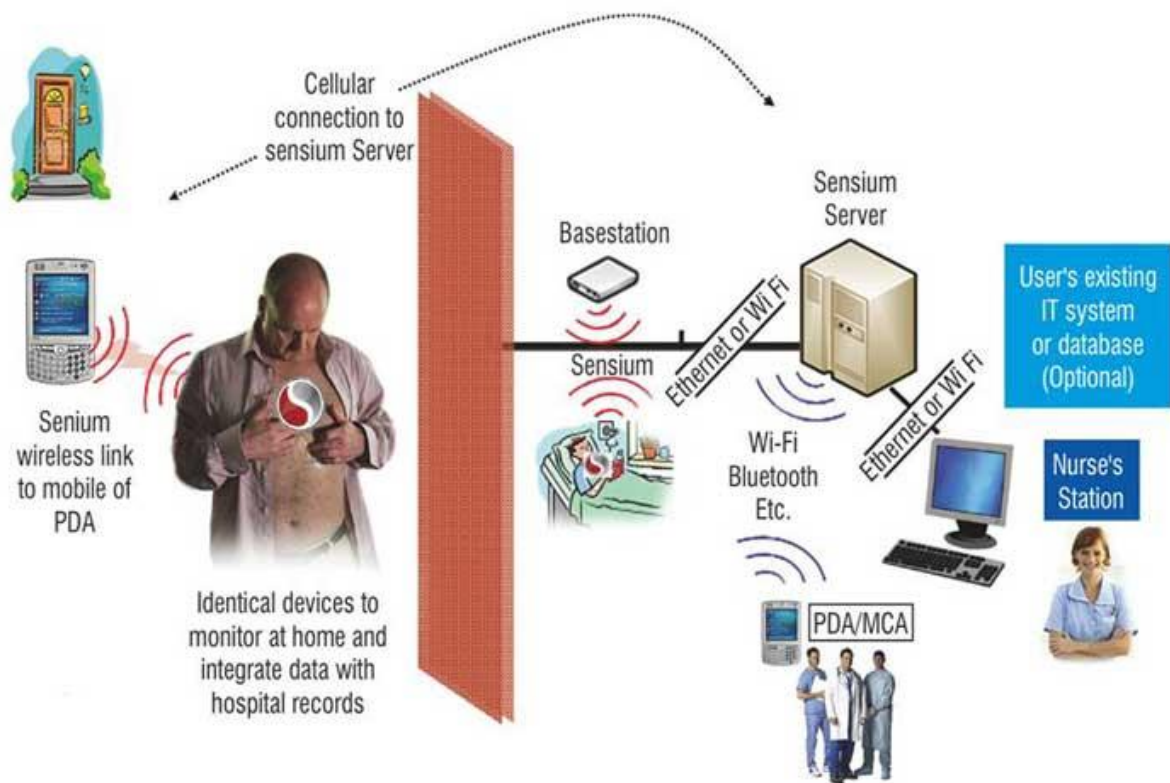 Cellular
connection to
sensium Server
Senium
wireless link
to mobile of
PDA
Identical devices to
monitor at home and
integrate data with
hospital records
Basestation
Sensium
Ethernet or Wi Fi
Sensium
Server
Wi-Fi
Bluetooth
Etc.
Ethernet or Wi Fi
PDA/MCA
User's existing
IT system
or database
(Optional)
Nurse's
Station